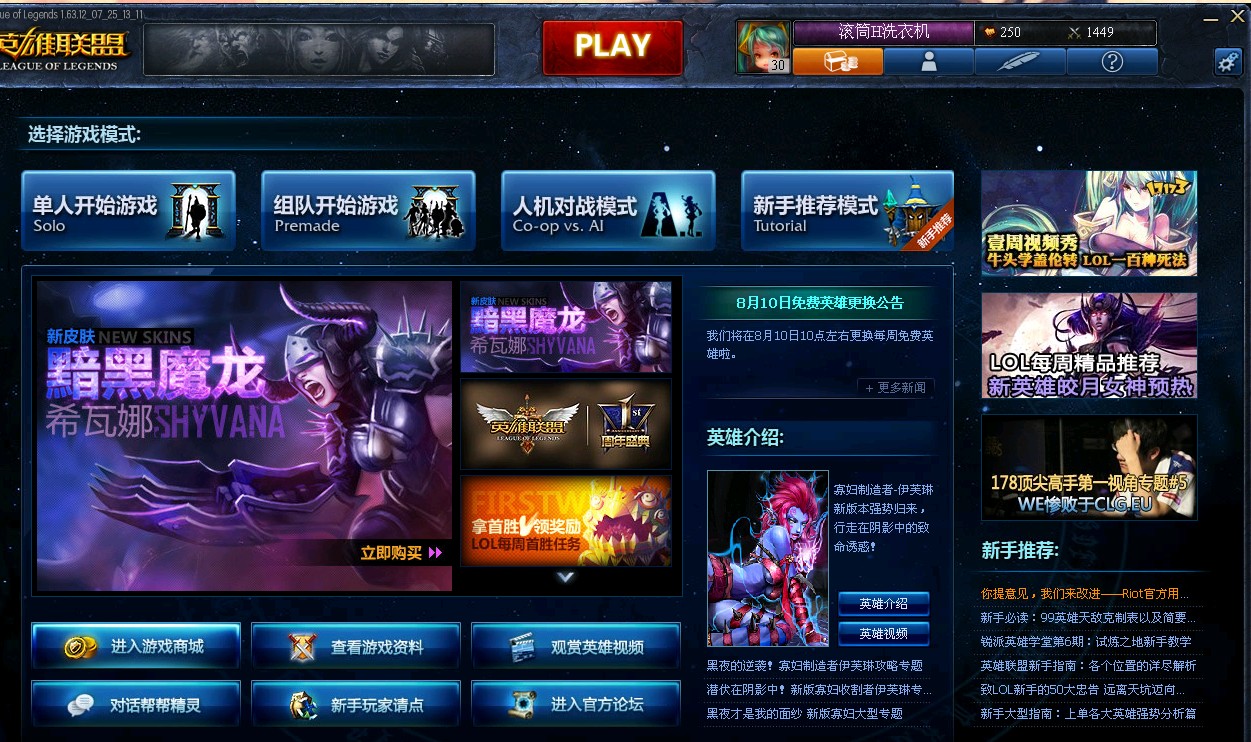 ue of Legends 1.63.12_07_25_13_11
英雄联盟
LEAGUE OF LEGENDS
PLAY
30
滚筒H洗衣机
250
1449
选择游戏模式:
单人开始游戏
Solo
组队开始游戏
Premade
人机对战模式
Co-op vs. AI
新手推荐模式
Tutorial
新手推荐
新皮肤 NEW SKINS
暗黑魔龙
希瓦娜SHYVANA
立即购买
新皮肤 NEW SKINS
暗黑魔龙
希瓦娜SHYVANA
英雄联盟
LEAGUE OF LEGENDS
1st
ANNIVERSARY
周年盛典
FIRSTW
拿首胜 领奖励
LOL每周首胜任务
8月10日免费英雄更换公告
我们将在8月10日10点左右更换每周免费英
雄啦。
+ 更多新闻
英雄介绍:
寡妇制造者-伊芙琳
新版本强势归来，
行走在阴影中的致
命诱惑！
英雄介绍
英雄视频
黑夜的逆袭！寡妇制造者伊芙琳攻略专题
潜伏在阴影中！新版寡妇收割者伊芙琳专...
黑夜才是我的面纱 新版寡妇大型专题
17173
壹周视频秀
牛头学盖伦转 LOL一百种死法
LOL每周精品推荐
新英雄皎月女神预热
178顶尖高手第一视角专题#5
WE惨败于CLG.EU
新手推荐:
你提意见，我们来改进——Riot官方用...
新手必读：99英雄天敌克制表以及简要...
锐派英雄学堂第6期：试炼之地新手教学
英雄联盟新手指南：各个位置的详尽解析
致LOL新手的50大忠告 远离天坑迈向...
新手大型指南：上单各大英雄强势分析篇
进入游戏商城
查看游戏资料
观赏英雄视频
对话帮帮精灵
新手玩家请点
进入官方论坛